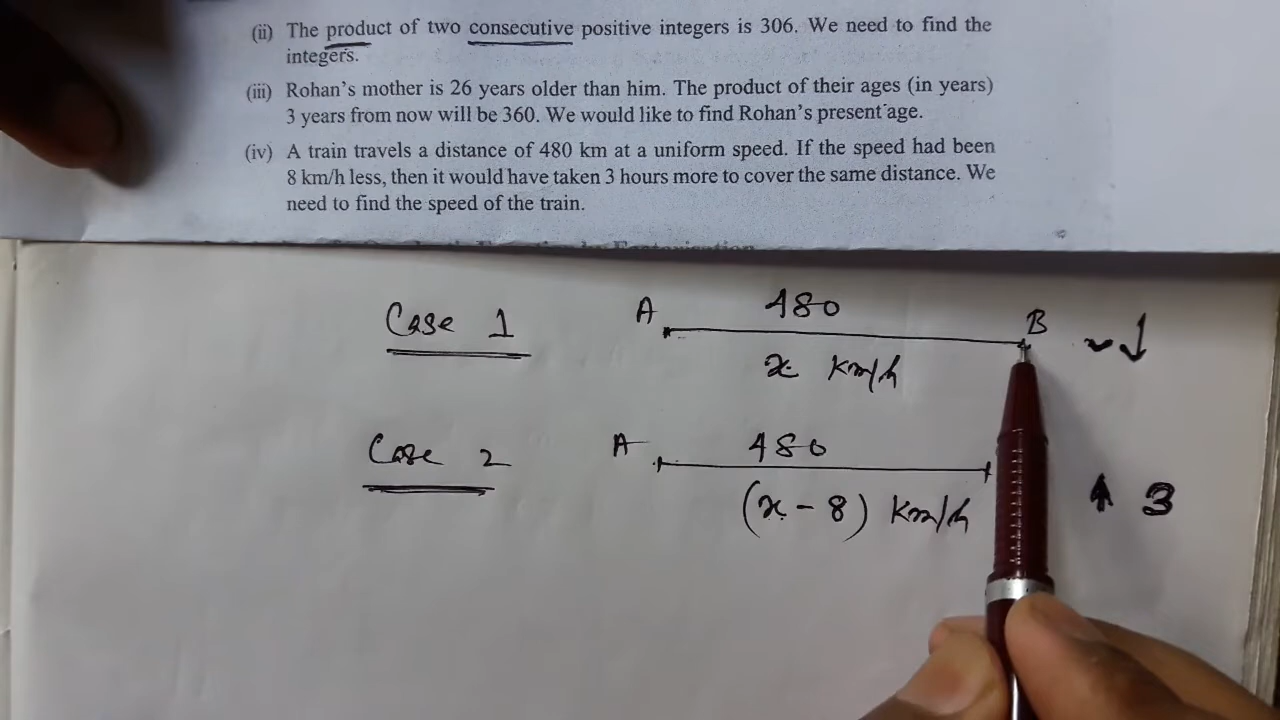 (ii) The product of two consecutive positive integers is 306. We need to find the
integers.
(iii) Rohan's mother is 26 years older than him. The product of their ages (in years)
3 years from now will be 360. We would like to find Rohan's present age.
(iv) A train travels a distance of 480 km at a uniform speed. If the speed had been
8 km/h less, then it would have taken 3 hours more to cover the same distance. We
need to find the speed of the train.
Case 1 A 480 B ↓
x km/h
Case 2 A 480
(x - 8) km/h ↑ 3